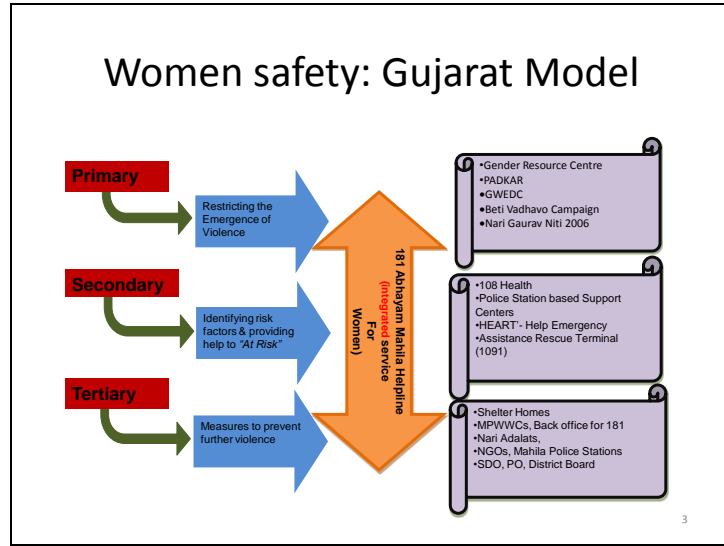 Women safety: Gujarat Model
Primary
Restricting the
Emergence of
Violence
Secondary
Identifying risk
factors & providing
help to "At Risk"
Tertiary
Measures to prevent
further violence
181 Abhayam Mahila Helpline
(integrated service
For
Women)
•Gender Resource Centre
•PADKAR
•GWEDC
•Beti Vadhavo Campaign
•Nari Gaurav Niti 2006
•108 Health
•Police Station based Support
Centers
•HEART'- Help Emergency
•Assistance Rescue Terminal
(1091)
•Shelter Homes
•MPWWCs, Back office for 181
•Nari Adalats,
•NGOs, Mahila Police Stations
•SDO, PO, District Board
3